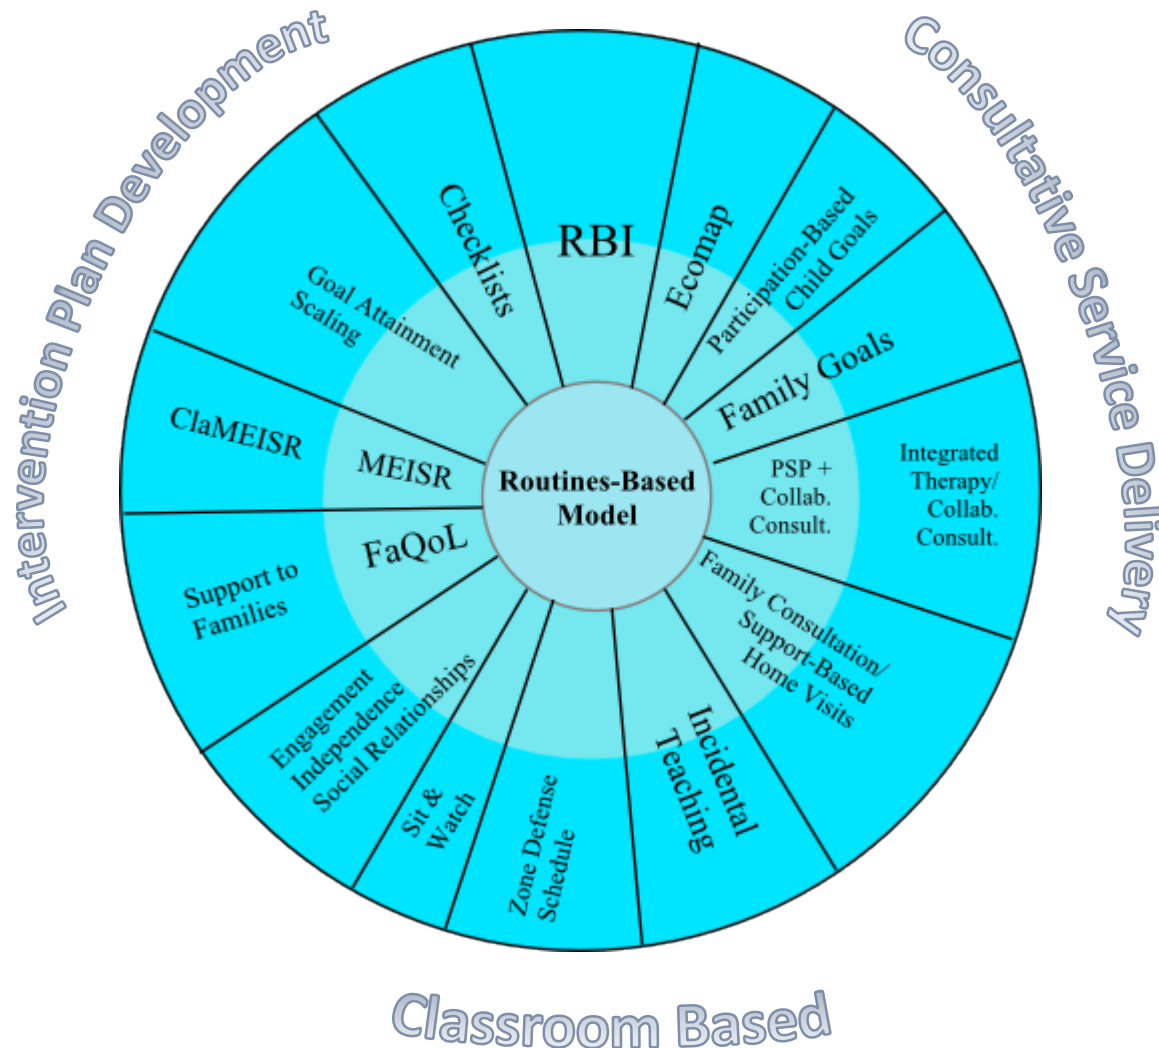 Intervention Plan Development
Consultative Service Delivery
Classroom Based
Routines-Based
Model
RBI
Ecomap
Participation-Based
Child Goals
Family Goals
PSP +
Collab.
Consult.
Integrated
Therapy/
Collab.
Consult.
Family Consultation/
Support-Based
Home Visits
Incidental
Teaching
Zone Defense
Schedule
Sit &
Watch
Engagement
Independence
Social Relationships
FaQoL
Support to
Families
MEISR
ClaMEISR
Goal Attainment
Scaling
Checklists